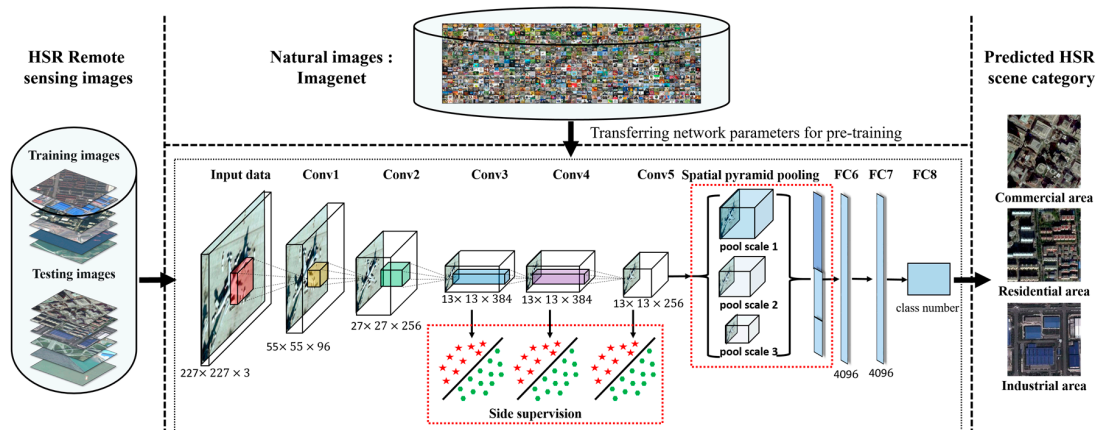 HSR Remote
sensing images
Training images
Testing images
Natural images :
Imagenet
Transferring network parameters for pre-training
Input data
Conv1
Conv2
Conv3
Conv4
Conv5
Spatial pyramid pooling
FC6
FC7
FC8
227× 227 × 3
55× 55 × 96
27× 27 × 256
13× 13 × 384
13× 13 × 384
13× 13 × 256
pool scale 1
pool scale 2
pool scale 3
4096
4096
class number
Side supervision
Predicted HSR
scene category
Commercial area
Residential area
Industrial area